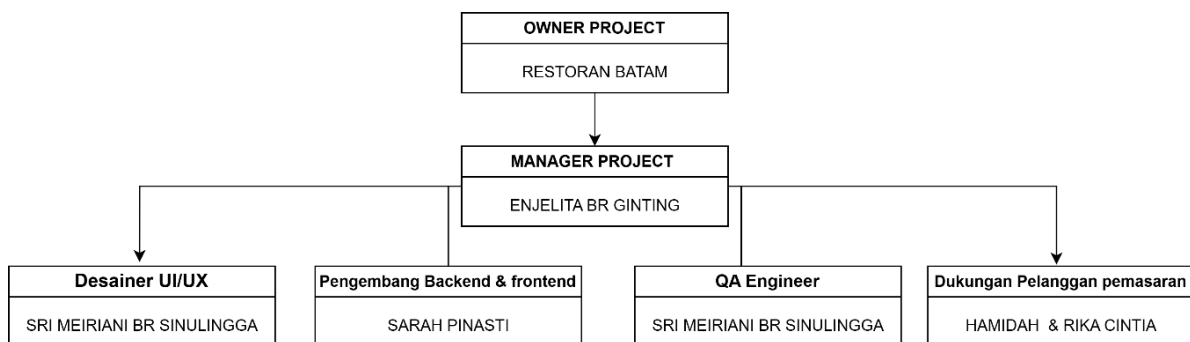 OWNER PROJECT
RESTORAN BATAM
MANAGER PROJECT
ENJELITA BR GINTING
Desainer UI/UX
SRI MEIRIANI BR SINULINGGA
Pengembang Backend & frontend
SARAH PINASTI
QA Engineer
SRI MEIRIANI BR SINULINGGA
Dukungan Pelanggan pemasaran
HAMIDAH & RIKA CINTIA